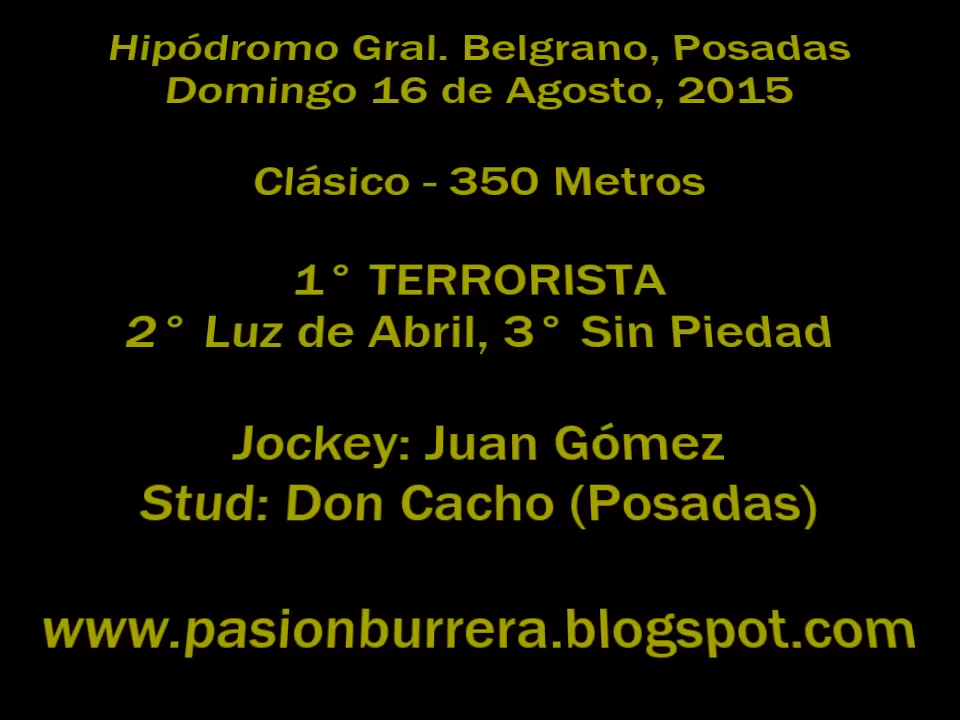 Hipódromo Gral. Belgrano, Posadas
Domingo 16 de Agosto, 2015
Clásico - 350 Metros
1° TERRORISTA
2° Luz de Abril, 3° Sin Piedad
Jockey: Juan Gómez
Stud: Don Cacho (Posadas)
www.pasionburrera.blogspot.com